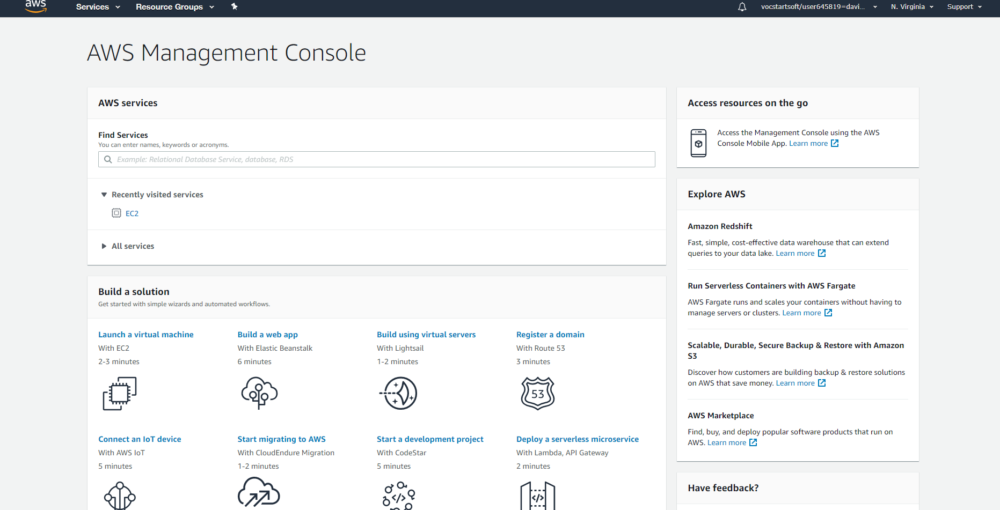 aws
Services
Resource Groups
vocstartsoft/user645819=davi...
N. Virginia
Support
AWS Management Console
AWS services
Find Services
You can enter names, keywords or acronyms.
Example: Relational Database Service, database, RDS
Recently visited services
EC2
All services
Build a solution
Get started with simple wizards and automated workflows.
Launch a virtual machine
With EC2
2-3 minutes
Build a web app
With Elastic Beanstalk
6 minutes
Build using virtual servers
With Lightsail
1-2 minutes
Register a domain
With Route 53
3 minutes
53
Connect an IoT device
With AWS IoT
5 minutes
Start migrating to AWS
With CloudEndure Migration
1-2 minutes
Start a development project
With CodeStar
5 minutes
</>
Deploy a serverless microservice
With Lambda, API Gateway
2 minutes
</>
Access resources on the go
Access the Management Console using the AWS
Console Mobile App. Learn more
Explore AWS
Amazon Redshift
Fast, simple, cost-effective data warehouse that can extend
queries to your data lake. Learn more
Run Serverless Containers with AWS Fargate
AWS Fargate runs and scales your containers without having to
manage servers or clusters. Learn more
Scalable, Durable, Secure Backup & Restore with Amazon
S3
Discover how customers are building backup & restore solutions
on AWS that save money. Learn more
AWS Marketplace
Find, buy, and deploy popular software products that run on
AWS. Learn more
Have feedback?